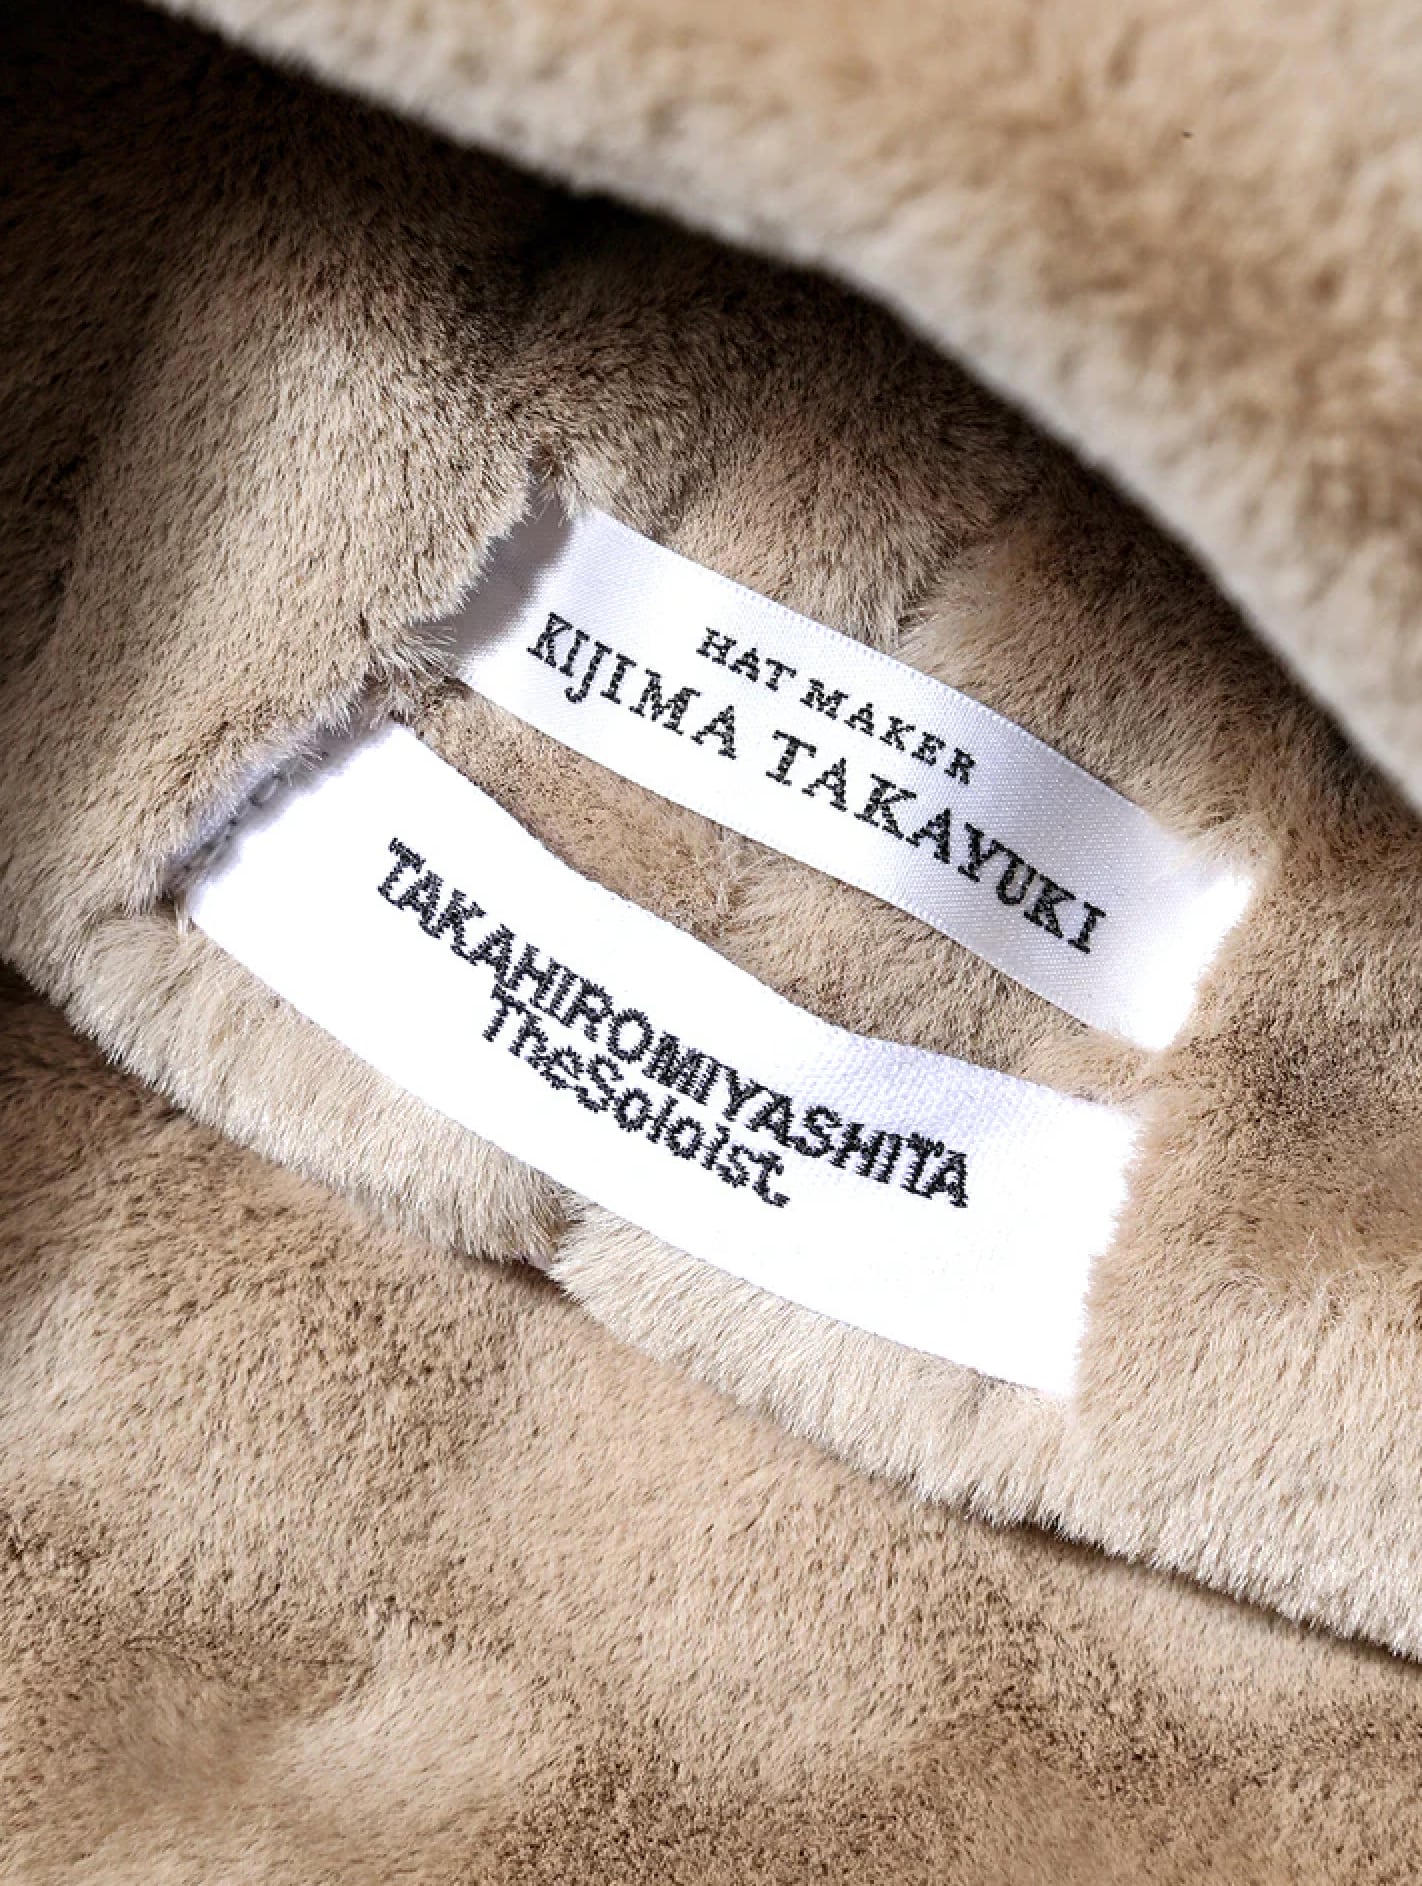 HAT MAKER
KIJIMA TAKAYUKI
TAKAHIROMIYASHITA
TheSoloist.